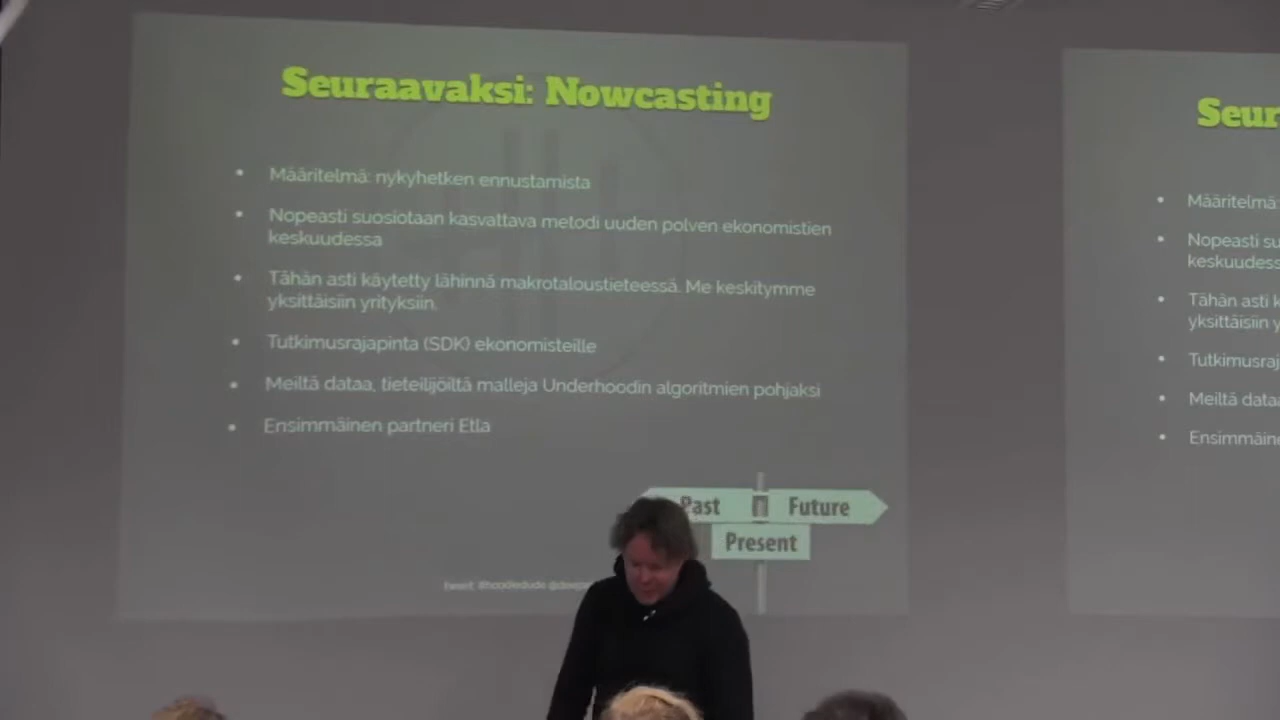 Seuraavaksi: Nowcasting
• Määritelmä: nykyhetken ennustamista
• Nopeasti suosiotaan kasvattava metodi uuden polven ekonomistien
keskuudessa
• Tähän asti käytetty lähinnä makrotaloustieteessä. Me keskitymme
yksittäisiin yrityksiin.
• Tutkimusrajapinta (SDK) ekonomisteille
• Meiltä dataa, tieteilijöiltä malleja Underhoodin algoritmien pohjaksi
• Ensimmäinen partneri Etla
Past Future
Present
Seur
• Määritelmä:
• Nopeasti su
keskuudess
• Tähän asti k
yksittäisiin y
• Tutkimusraj
• Meiltä data
• Ensimmäine